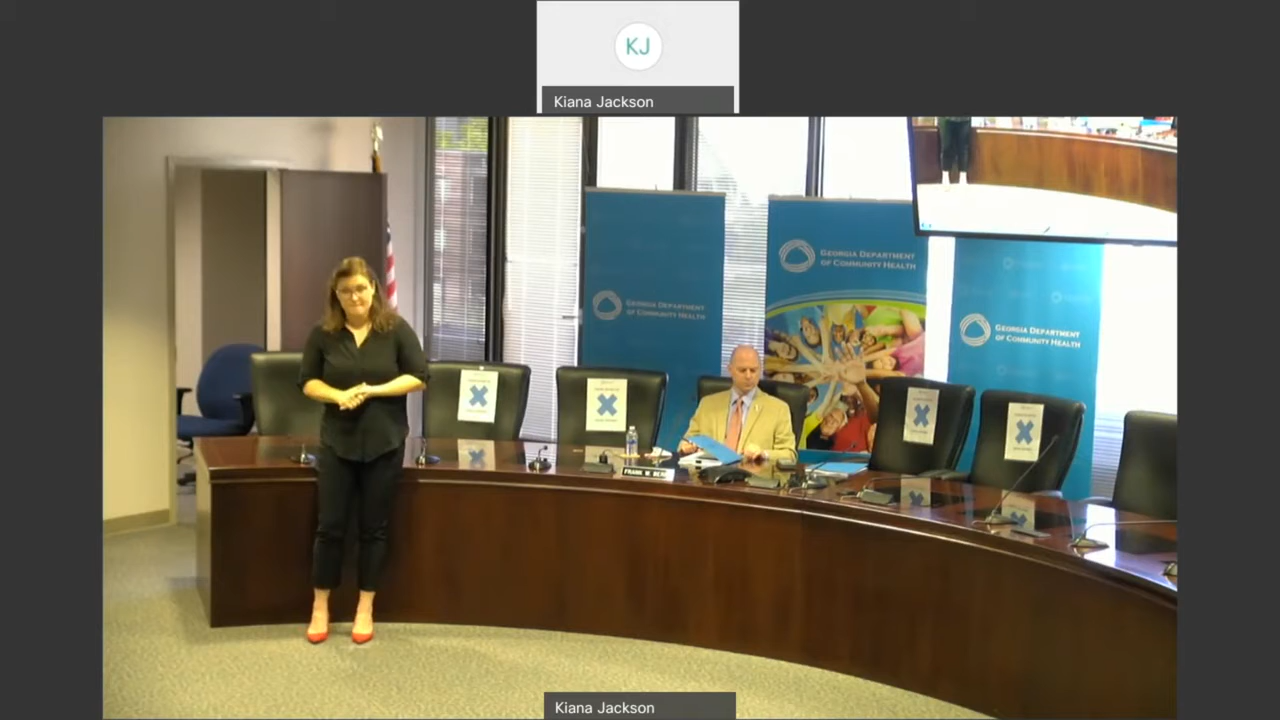 KJ
Kiana Jackson
GEORGIA DEPARTMENT
OF COMMUNITY HEALTH
GEORGIA DEPARTMENT
OF COMMUNITY HEALTH
GEORGIA DEPARTMENT
OF COMMUNITY HEALTH
FRANK W.
Kiana Jackson